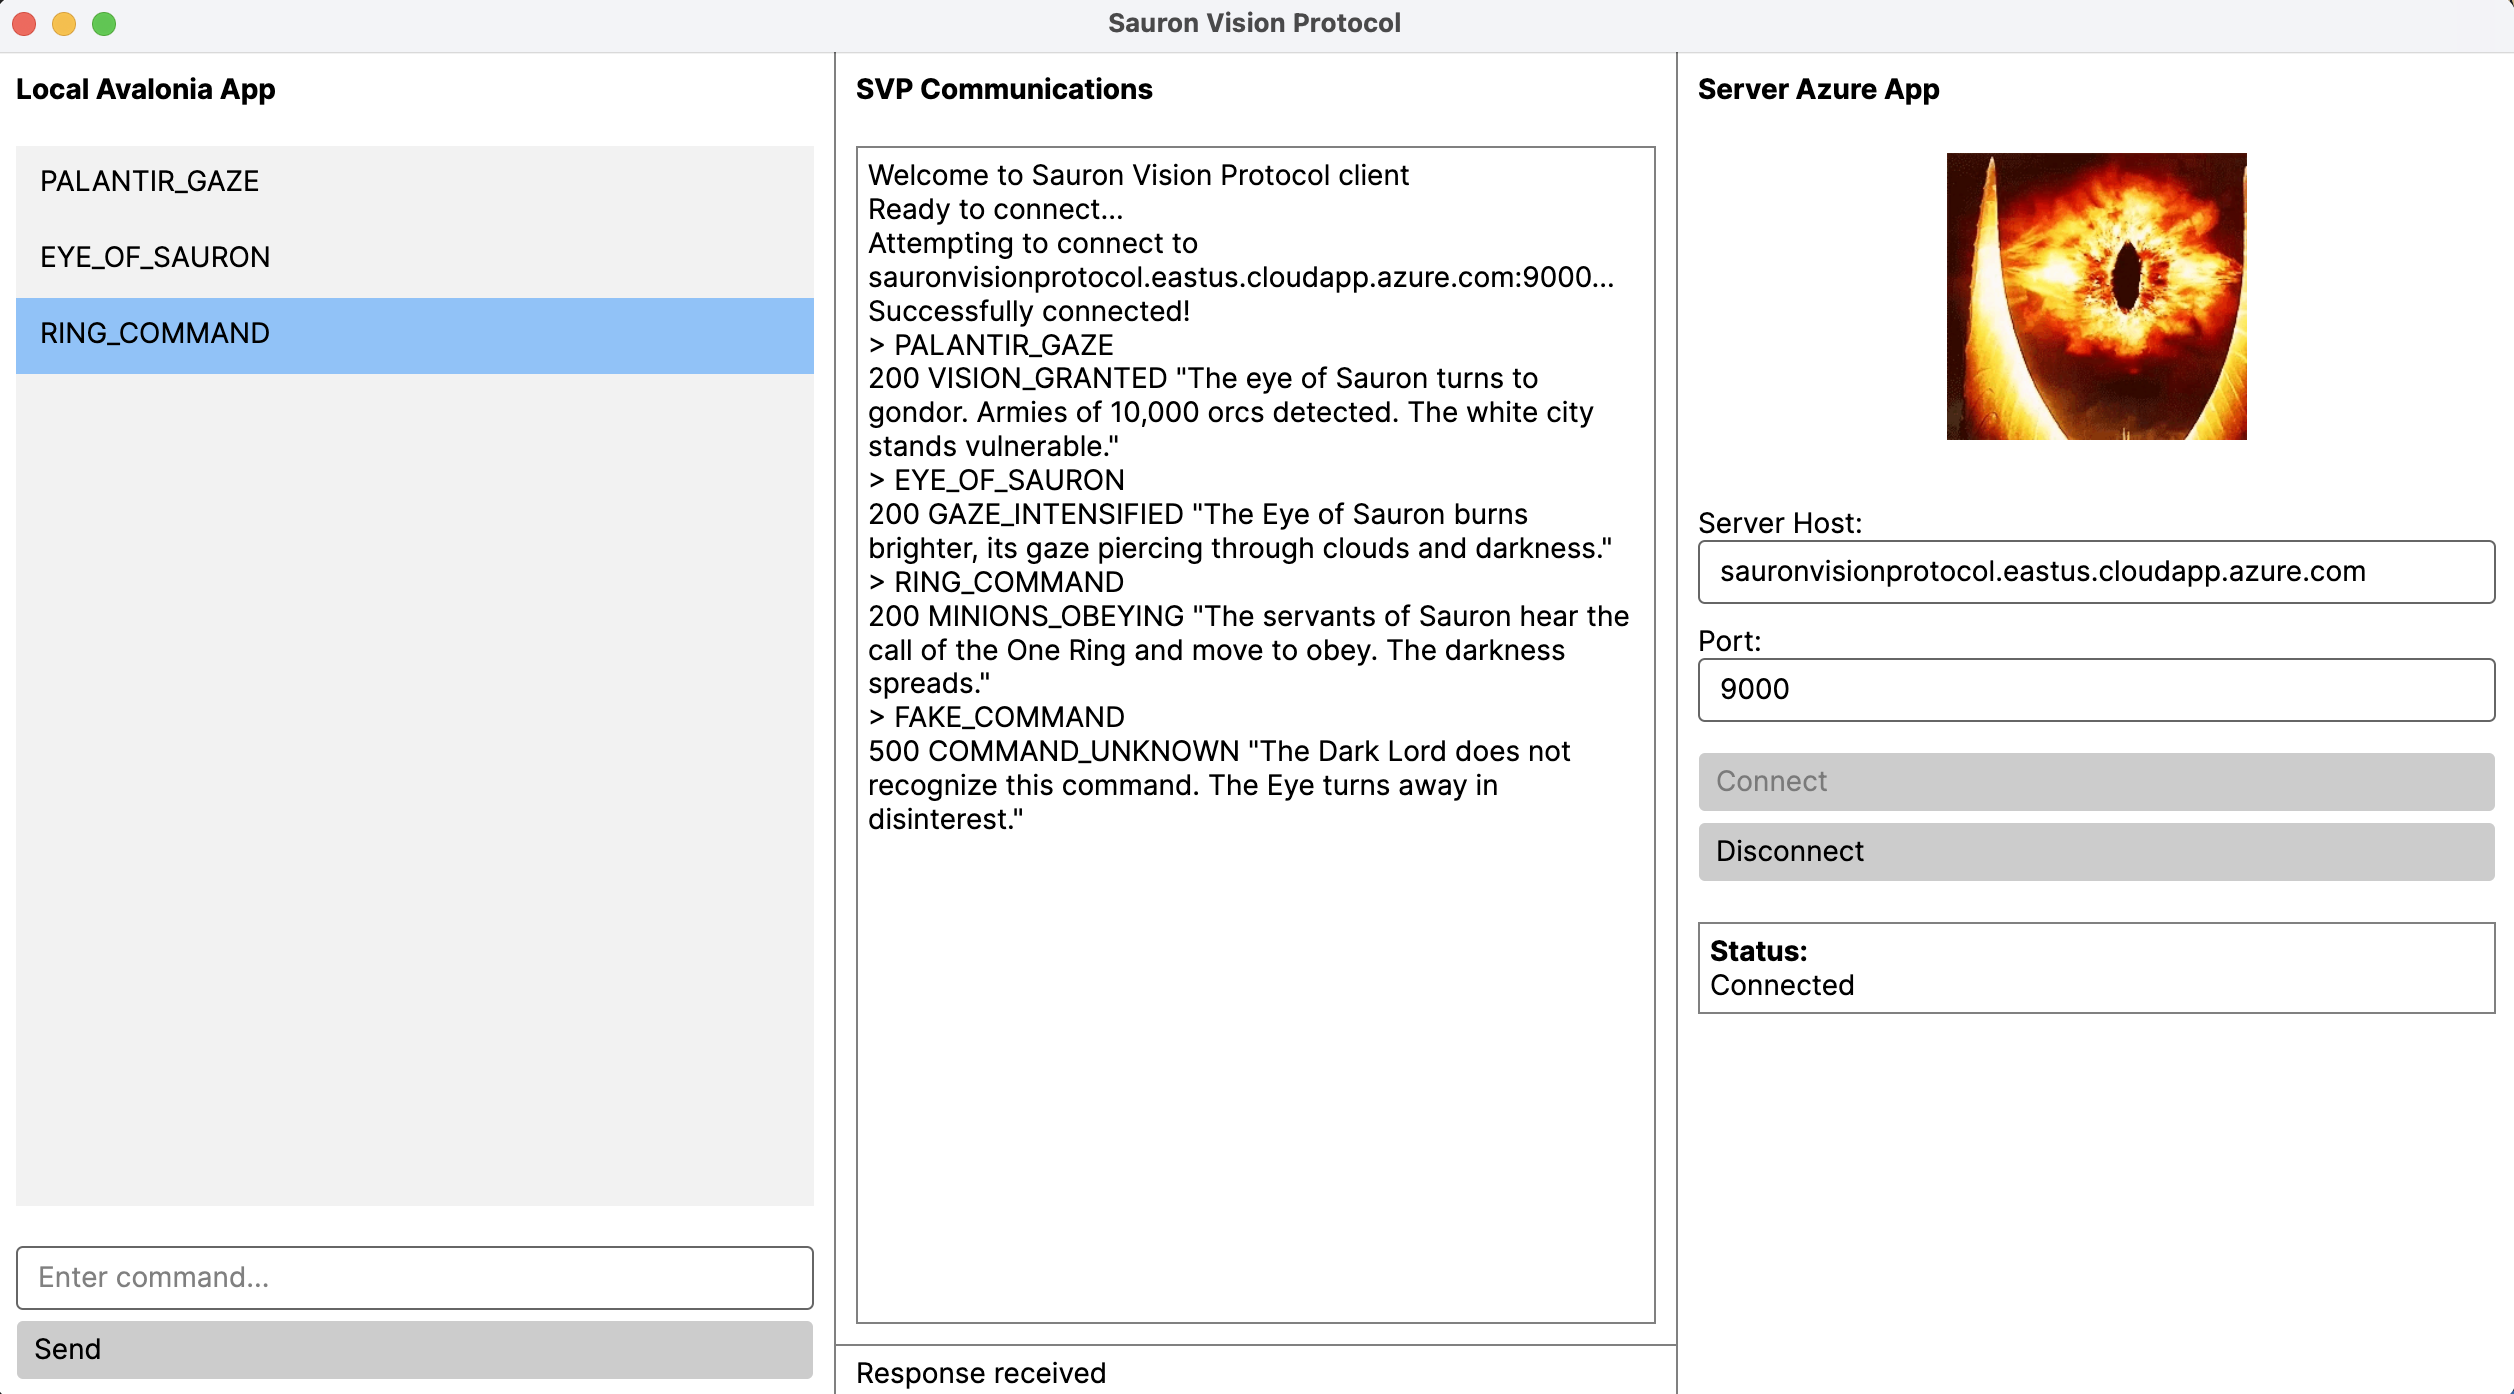 Sauron Vision Protocol
Local Avalonia App
PALANTIR_GAZE
EYE_OF_SAURON
RING_COMMAND
Enter command...
Send
SVP Communications
Welcome to Sauron Vision Protocol client
Ready to connect...
Attempting to connect to
sauronvisionprotocol.eastus.cloudapp.azure.com:9000...
Successfully connected!
> PALANTIR_GAZE
200 VISION_GRANTED "The eye of Sauron turns to
gondor. Armies of 10,000 orcs detected. The white city
stands vulnerable."
> EYE_OF_SAURON
200 GAZE_INTENSIFIED "The Eye of Sauron burns
brighter, its gaze piercing through clouds and darkness."
> RING_COMMAND
200 MINIONS_OBEYING "The servants of Sauron hear the
call of the One Ring and move to obey. The darkness
spreads."
> FAKE_COMMAND
500 COMMAND_UNKNOWN "The Dark Lord does not
recognize this command. The Eye turns away in
disinterest."
Response received
Server Azure App
Server Host:
sauronvisionprotocol.eastus.cloudapp.azure.com
Port:
9000
Connect
Disconnect
Status:
Connected